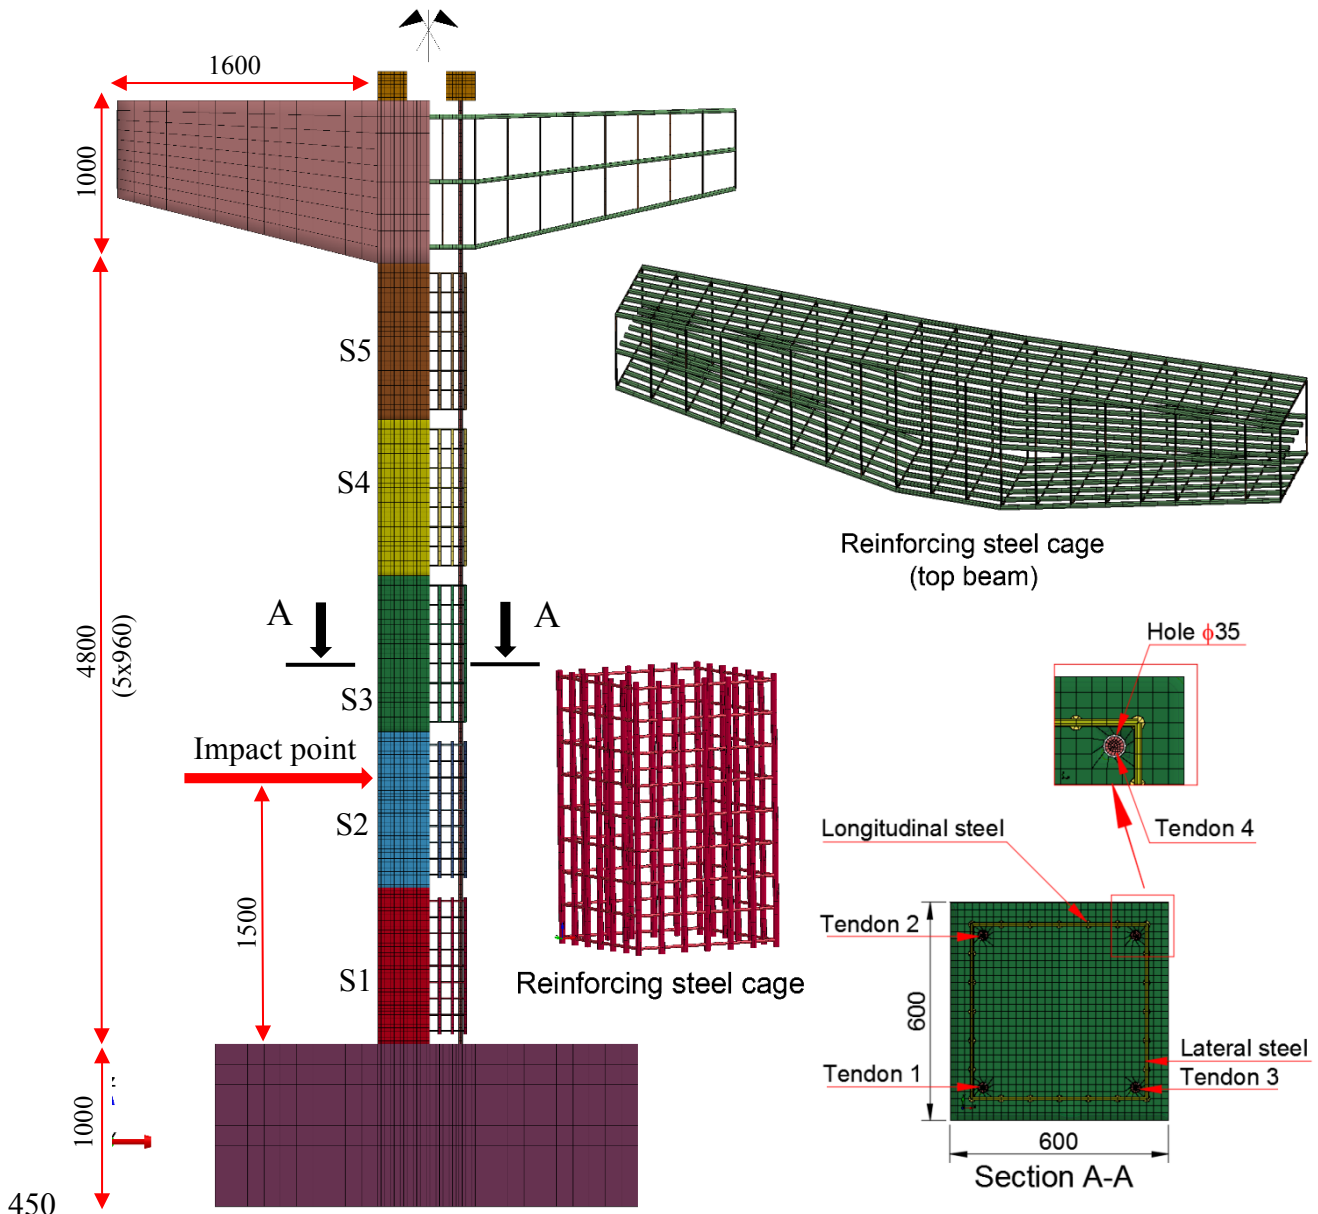 1600
1000
S5
S4
Reinforcing steel cage
(top beam)
A
A
Hole ϕ35
4800
(5x960)
S3
Impact point
Tendon 4
Longitudinal steel
S2
1500
Tendon 2
S1
Reinforcing steel cage
600
Lateral steel
Tendon 1
Tendon 3
1000
600
Section A-A
450